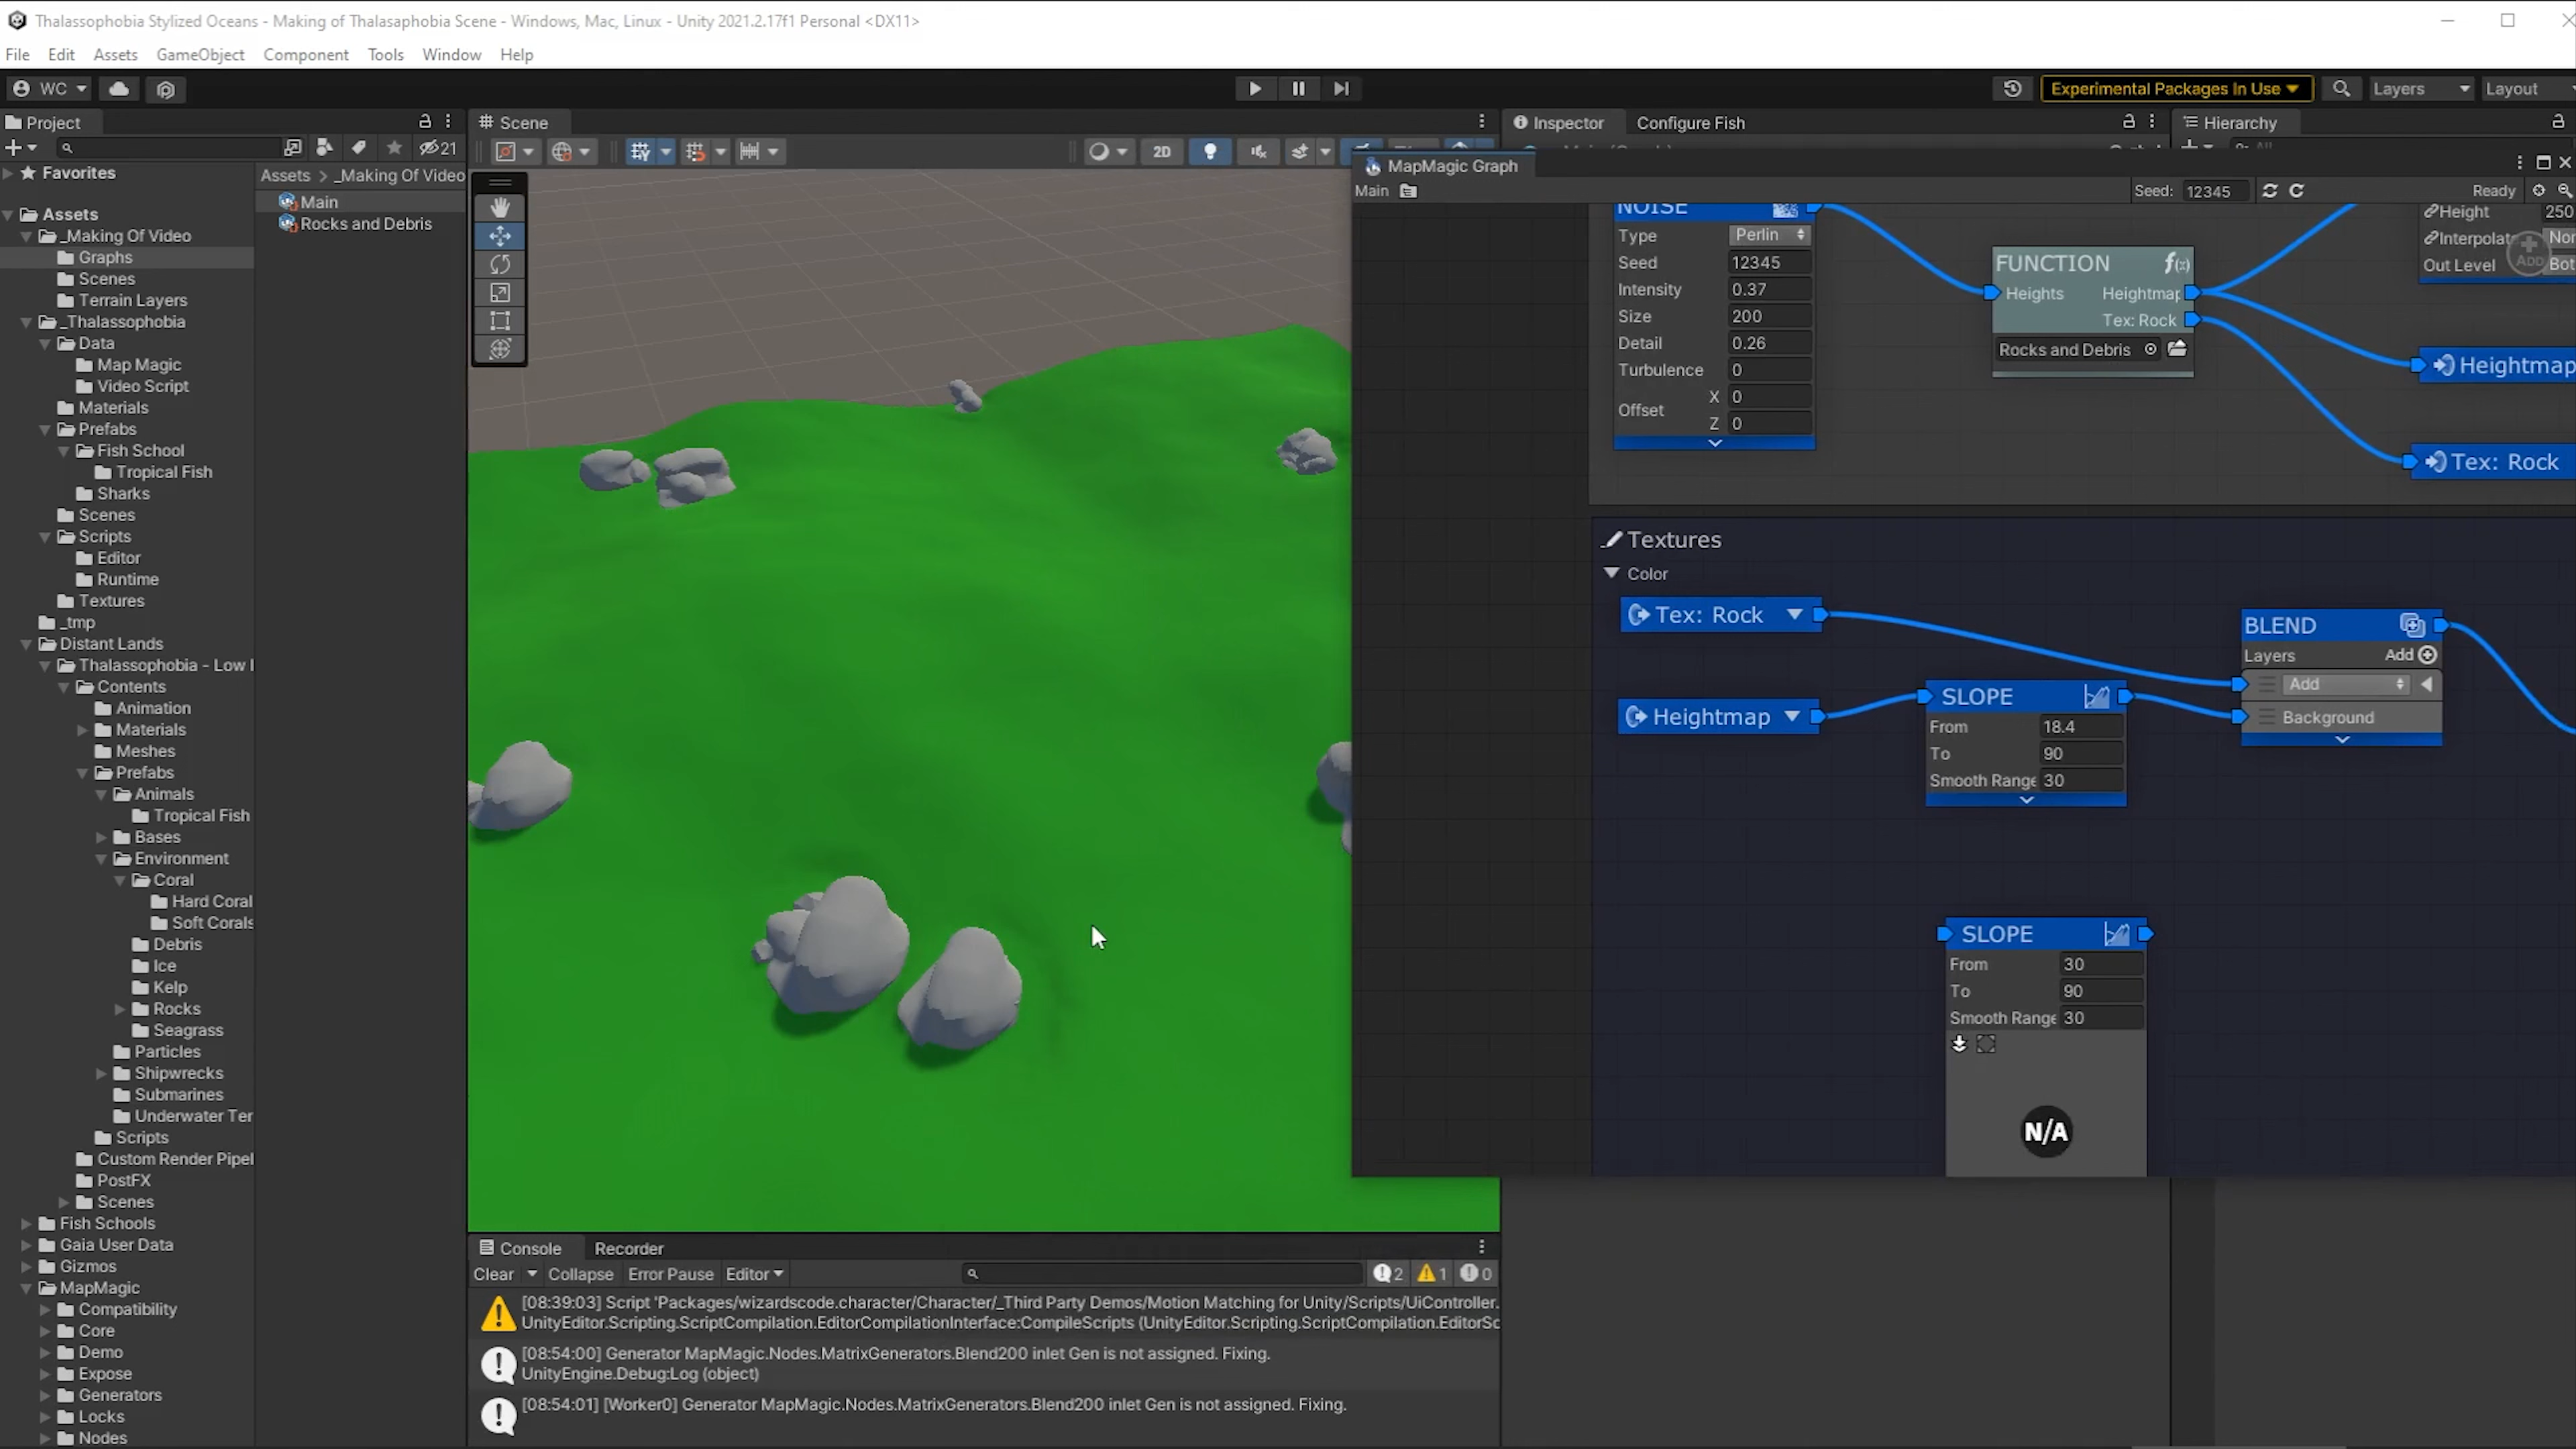 Thalassophobia Stylized Oceans - Making of Thalasaphobia Scene - Windows, Mac, Linux - Unity 2021.2.17f1 Personal <DX11>
File Edit Assets GameObject Component Tools Window Help
WC Experimental Packages In Use Layers Layout
Project
21
Favorites
Assets
_Making Of Video
Graphs
Scenes
Terrain Layers
_Thalassophobia
Data
Map Magic
Video Script
Materials
Prefabs
Fish School
Tropical Fish
Sharks
Scenes
Scripts
Editor
Runtime
Textures
_tmp
Distant Lands
Thalassophobia - Low
Contents
Animation
Materials
Meshes
Prefabs
Animals
Tropical Fish
Bases
Environment
Coral
Hard Coral
Soft Corals
Debris
Ice
Kelp
Rocks
Seagrass
Particles
Shipwrecks
Submarines
Underwater Ter
Scripts
Custom Render Pipel
PostFX
Scenes
Fish Schools
Gaia User Data
Gizmos
MapMagic
Compatibility
Core
Demo
Expose
Generators
Locks
Nodes
Assets > _Making Of Video
Main
Rocks and Debris
Scene
2D
Inspector Configure Fish
Hierarchy
MapMagic Graph
Main Seed: 12345 Ready
NOISE
Type Perlin
Seed 12345
Intensity 0.37
Size 200
Detail 0.26
Turbulence 0
Offset X 0
Z 0
FUNCTION f(x)
Heights Heightmap
Tex: Rock
Rocks and Debris
Height 250
Interpolate Non
Out Level Bot
ADD
Heightmap
Tex: Rock
Textures
Color
Tex: Rock
Heightmap
SLOPE
From 18.4
To 90
Smooth Range 30
BLEND
Layers Add
Add
Background
SLOPE
From 30
To 90
Smooth Range 30
N/A
Console Recorder
Clear Collapse Error Pause Editor 2 1 0
[08:39:03] Script 'Packages/wizardscode.character/Character/_Third Party Demos/Motion Matching for Unity/Scripts/UiController.
UnityEditor.Scripting.ScriptCompilation.EditorCompilationInterface:CompileScripts (UnityEditor.Scripting.ScriptCompilation.EditorSc
[08:54:00] Generator MapMagic.Nodes.MatrixGenerators.Blend200 inlet Gen is not assigned. Fixing.
UnityEngine.Debug:Log (object)
[08:54:01] [Worker0] Generator MapMagic.Nodes.MatrixGenerators.Blend200 inlet Gen is not assigned. Fixing.